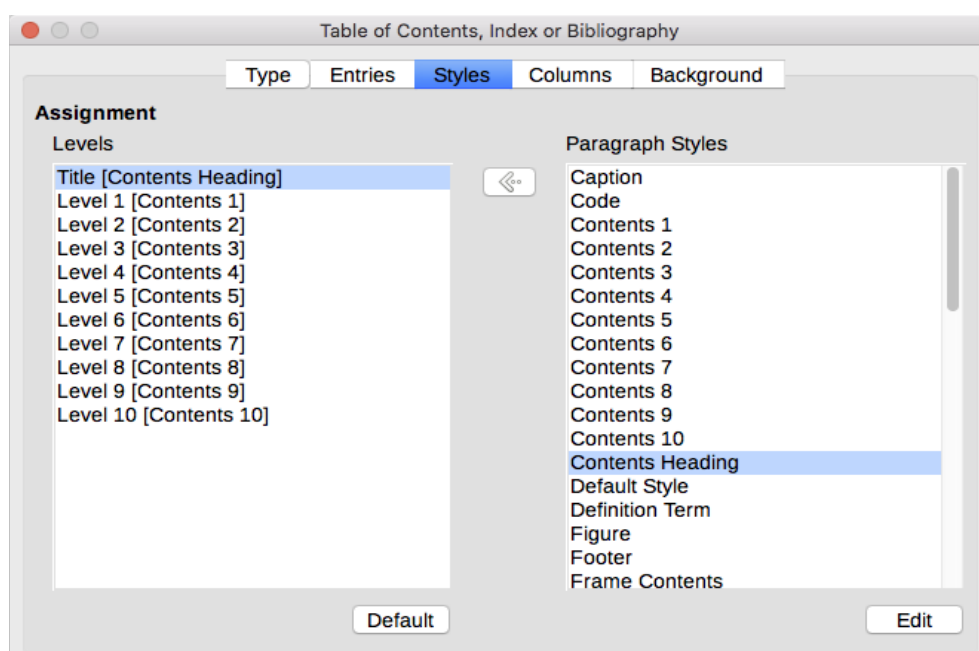 Table of Contents, Index or Bibliography
Type Entries Styles Columns Background
Assignment
Levels
Title [Contents Heading]
Level 1 [Contents 1]
Level 2 [Contents 2]
Level 3 [Contents 3]
Level 4 [Contents 4]
Level 5 [Contents 5]
Level 6 [Contents 6]
Level 7 [Contents 7]
Level 8 [Contents 8]
Level 9 [Contents 9]
Level 10 [Contents 10]
Default
Paragraph Styles
Caption
Code
Contents 1
Contents 2
Contents 3
Contents 4
Contents 5
Contents 6
Contents 7
Contents 8
Contents 9
Contents 10
Contents Heading
Default Style
Definition Term
Figure
Footer
Frame Contents
Edit